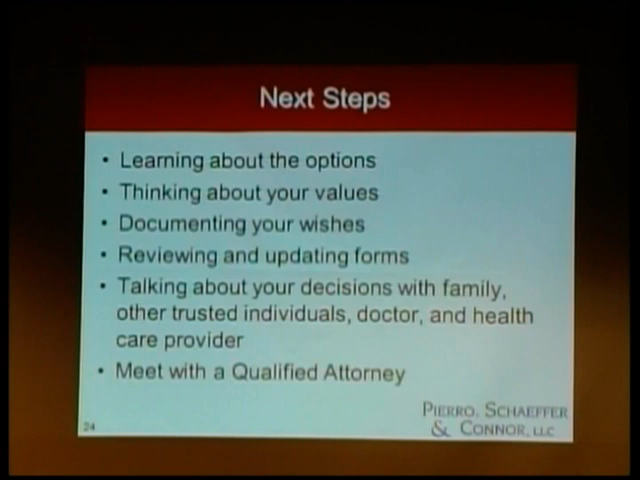 Next Steps
• Learning about the options
• Thinking about your values
• Documenting your wishes
• Reviewing and updating forms
• Talking about your decisions with family,
other trusted individuals, doctor, and health
care provider
• Meet with a Qualified Attorney
24
PIERRO, SCHAEFFER
& CONNOR, LLC